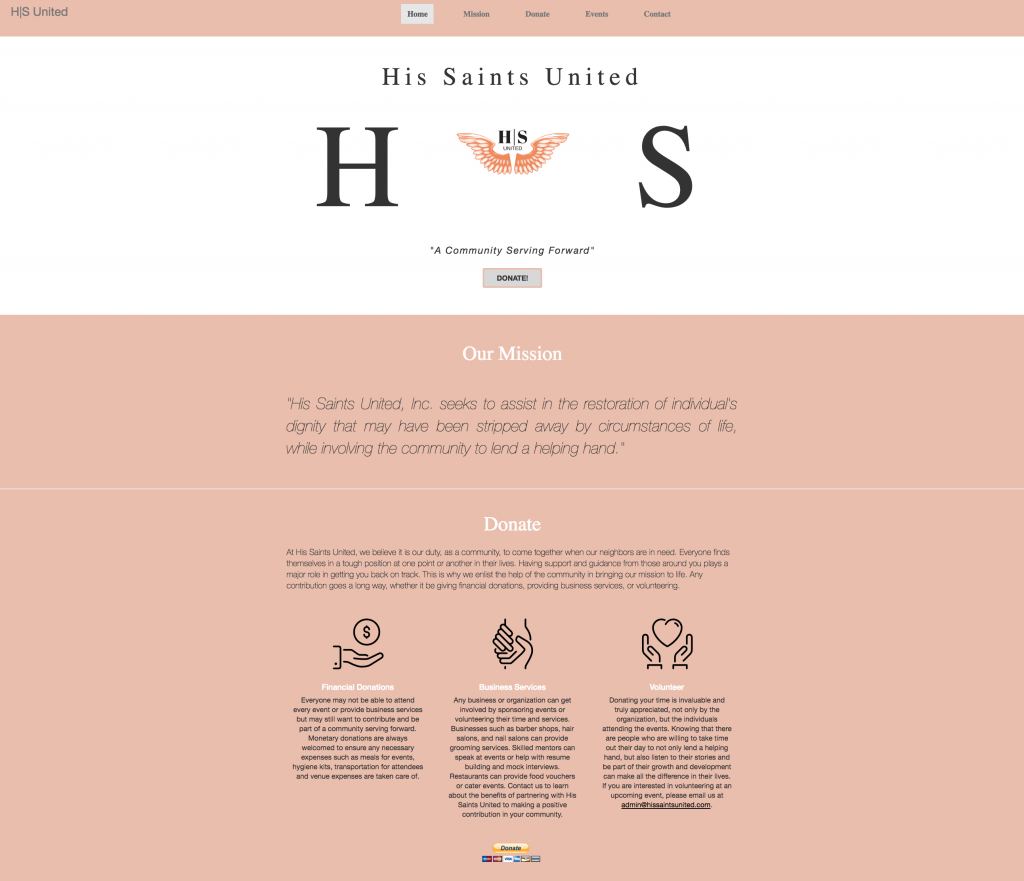 H|S United
Home Mission Donate Events Contact
His Saints United
H S
H|S
UNITED
"A Community Serving Forward"
DONATE!
Our Mission
"His Saints United, Inc. seeks to assist in the restoration of individual's
dignity that may have been stripped away by circumstances of life,
while involving the community to lend a helping hand."
Donate
At His Saints United, we believe it is our duty, as a community, to come together when our neighbors are in need. Everyone finds
themselves in a tough position at one point or another in their lives. Having support and guidance from those around you plays a
major role in getting you back on track. This is why we enlist the help of the community in bringing our mission to life. Any
contribution goes a long way, whether it be giving financial donations, providing business services, or volunteering.
$
Financial Donations
Everyone may not be able to attend
every event or provide business services
but may still want to contribute and be
part of a community serving forward.
Monetary donations are always
welcomed to ensure any necessary
expenses such as meals for events,
hygiene kits, transportation for attendees
and venue expenses are taken care of.
Business Services
Any business or organization can get
involved by sponsoring events or
volunteering their time and services.
Businesses such as barber shops, hair
salons, and nail salons can provide
grooming services. Skilled mentors can
speak at events or help with resume
building and mock interviews.
Restaurants can provide food vouchers
or cater events. Contact us to learn
about the benefits of partnering with His
Saints United to making a positive
contribution in your community.
Volunteer
Donating your time is invaluable and
truly appreciated, not only by the
organization, but the individuals
attending the events. Knowing that there
are people who are willing to take time
out their day to not only lend a helping
hand, but also listen to their stories and
be part of their growth and development
can make all the difference in their lives.
If you are interested in volunteering at an
upcoming event, please email us at
admin@hissaintsunited.com.
Donate
VISA